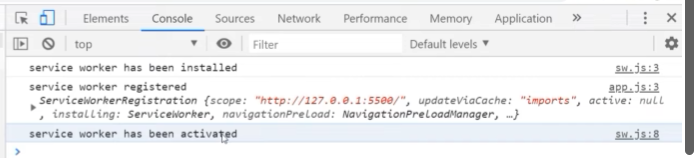 Elements Console Sources Network Performance Memory Application »
top Filter Default levels ▼
service worker has been installed sw.js:3
service worker registered app.js:3
ServiceWorkerRegistration {scope: "http://127.0.0.1:5500/", updateViaCache: "imports", active: null
, installing: ServiceWorker, navigationPreload: NavigationPreloadManager, …}
service worker has been activated sw.js:8
>